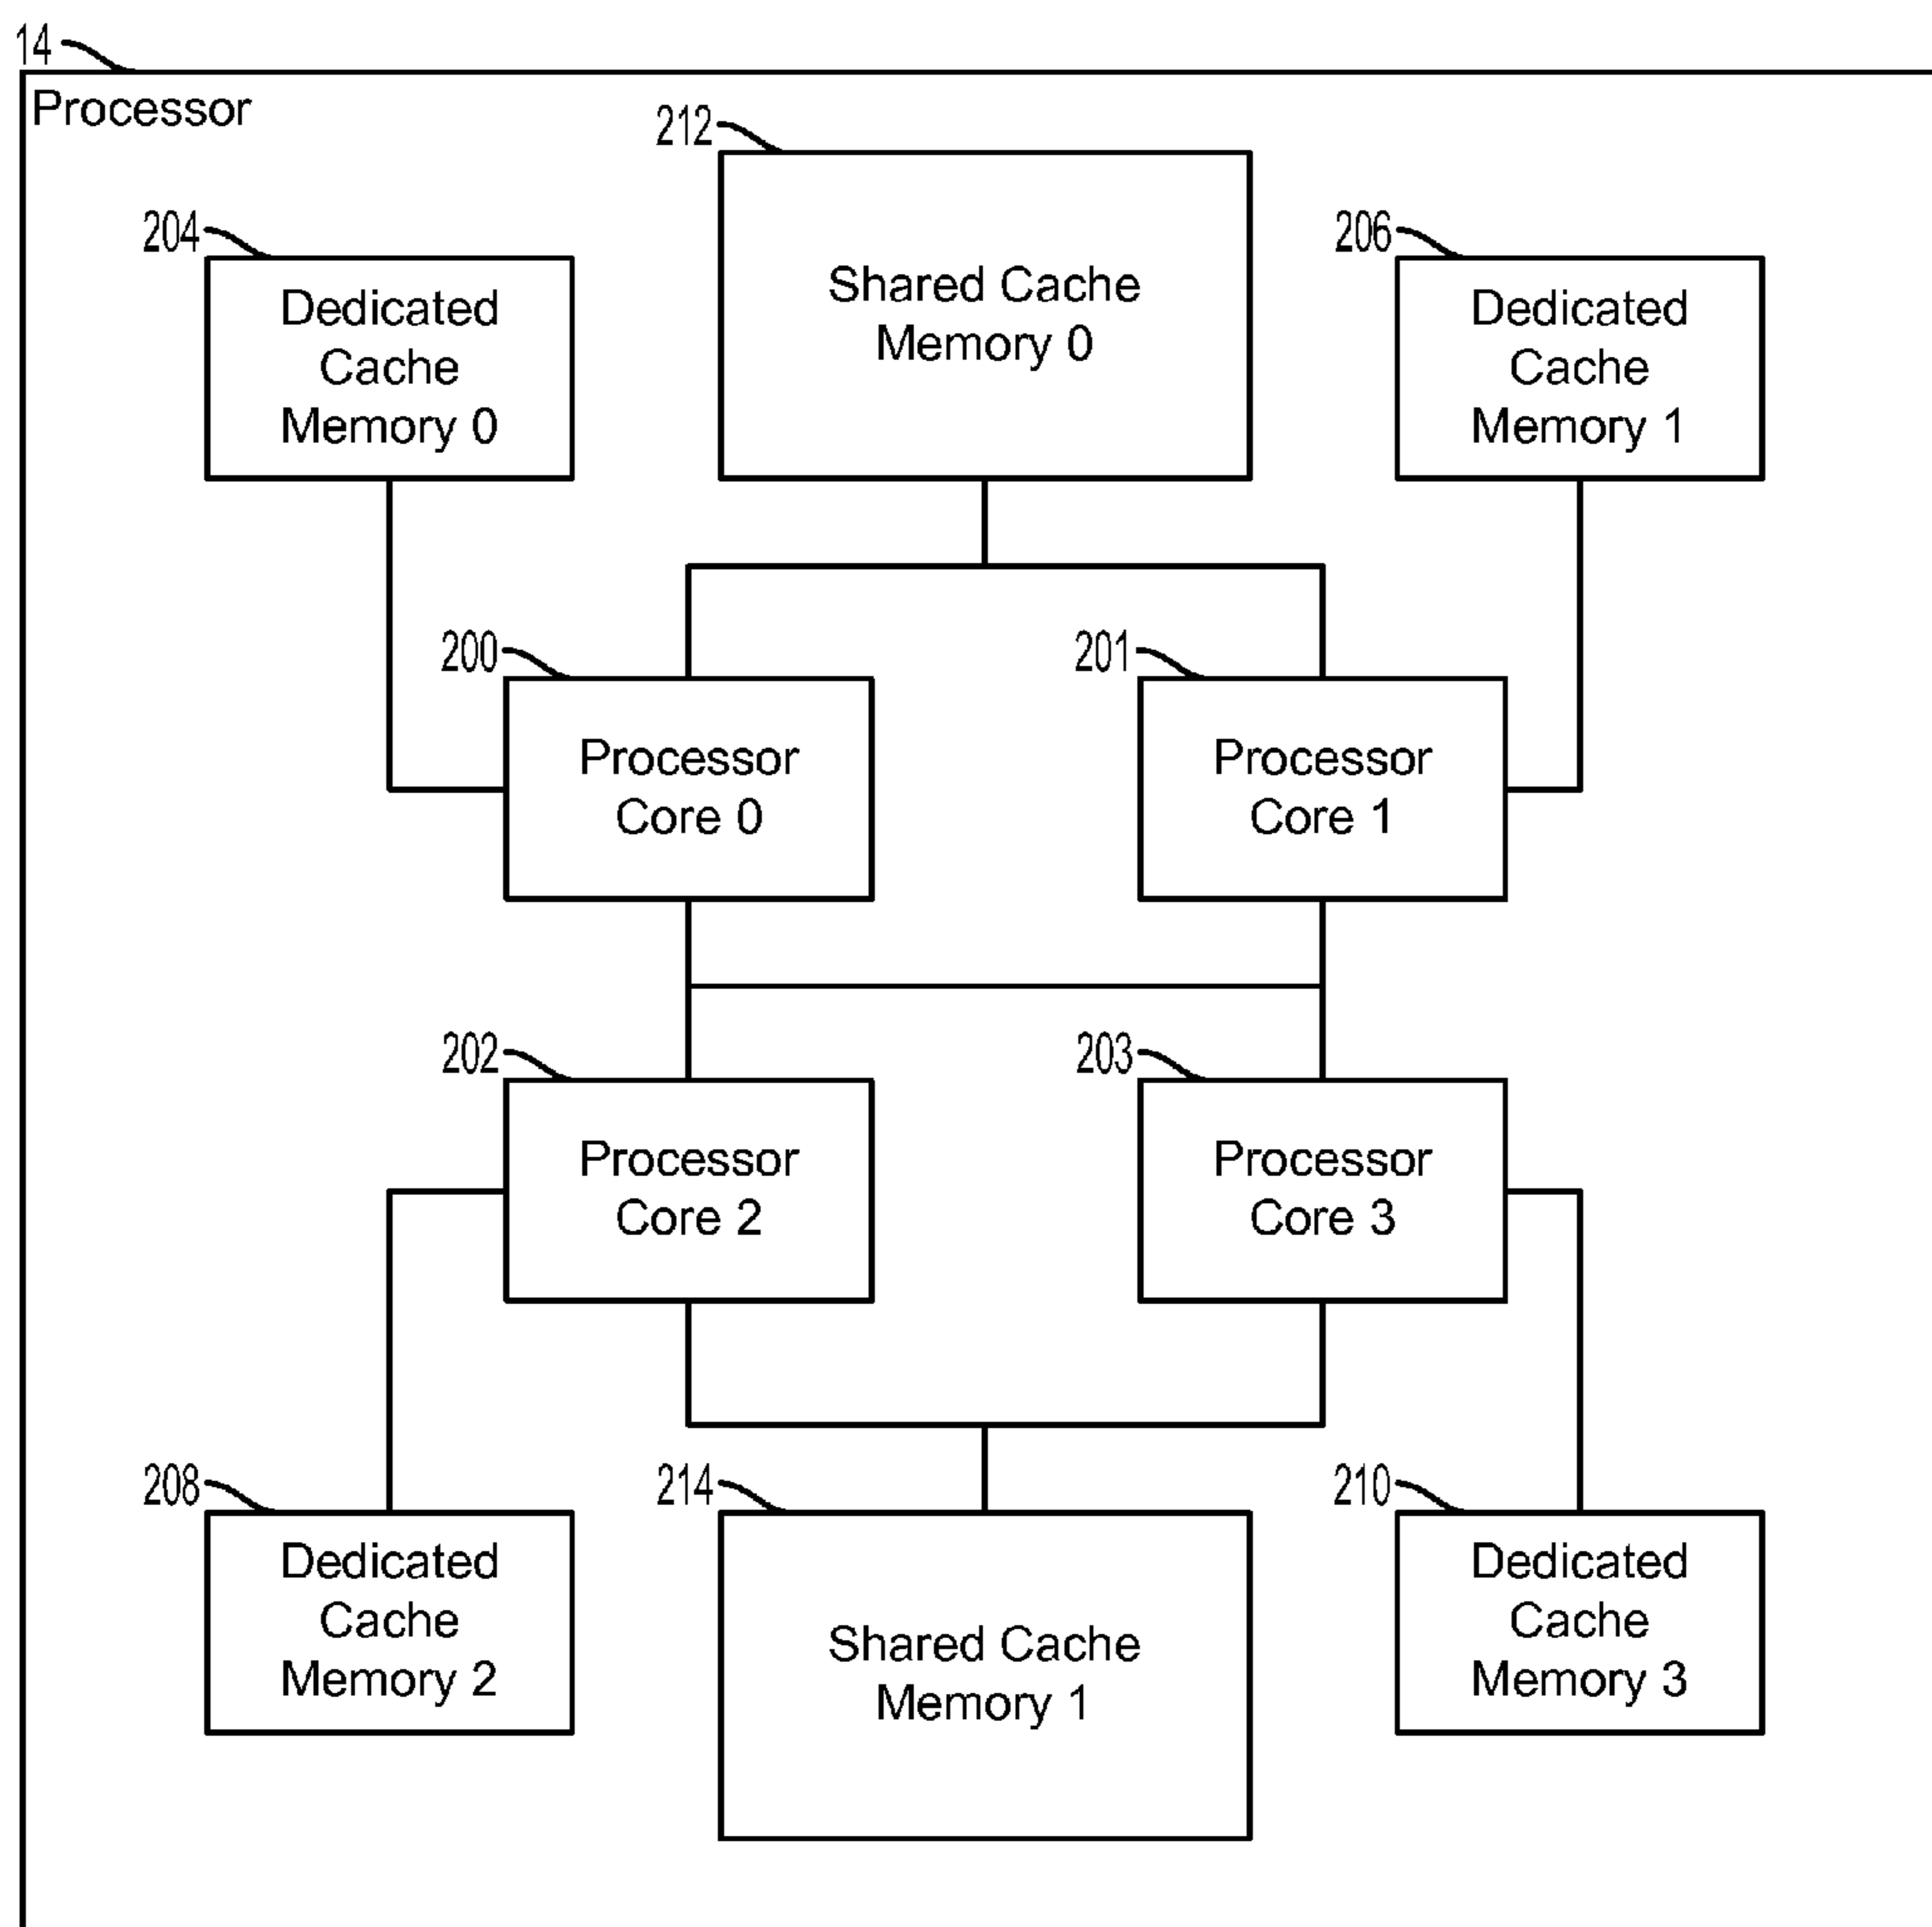 14
Processor
212
204
206
Shared Cache
Memory 0
Dedicated
Cache
Memory 0
Dedicated
Cache
Memory 1
200
201
Processor
Core 0
Processor
Core 1
202
203
Processor
Core 2
Processor
Core 3
208
214
210
Dedicated
Cache
Memory 2
Shared Cache
Memory 1
Dedicated
Cache
Memory 3